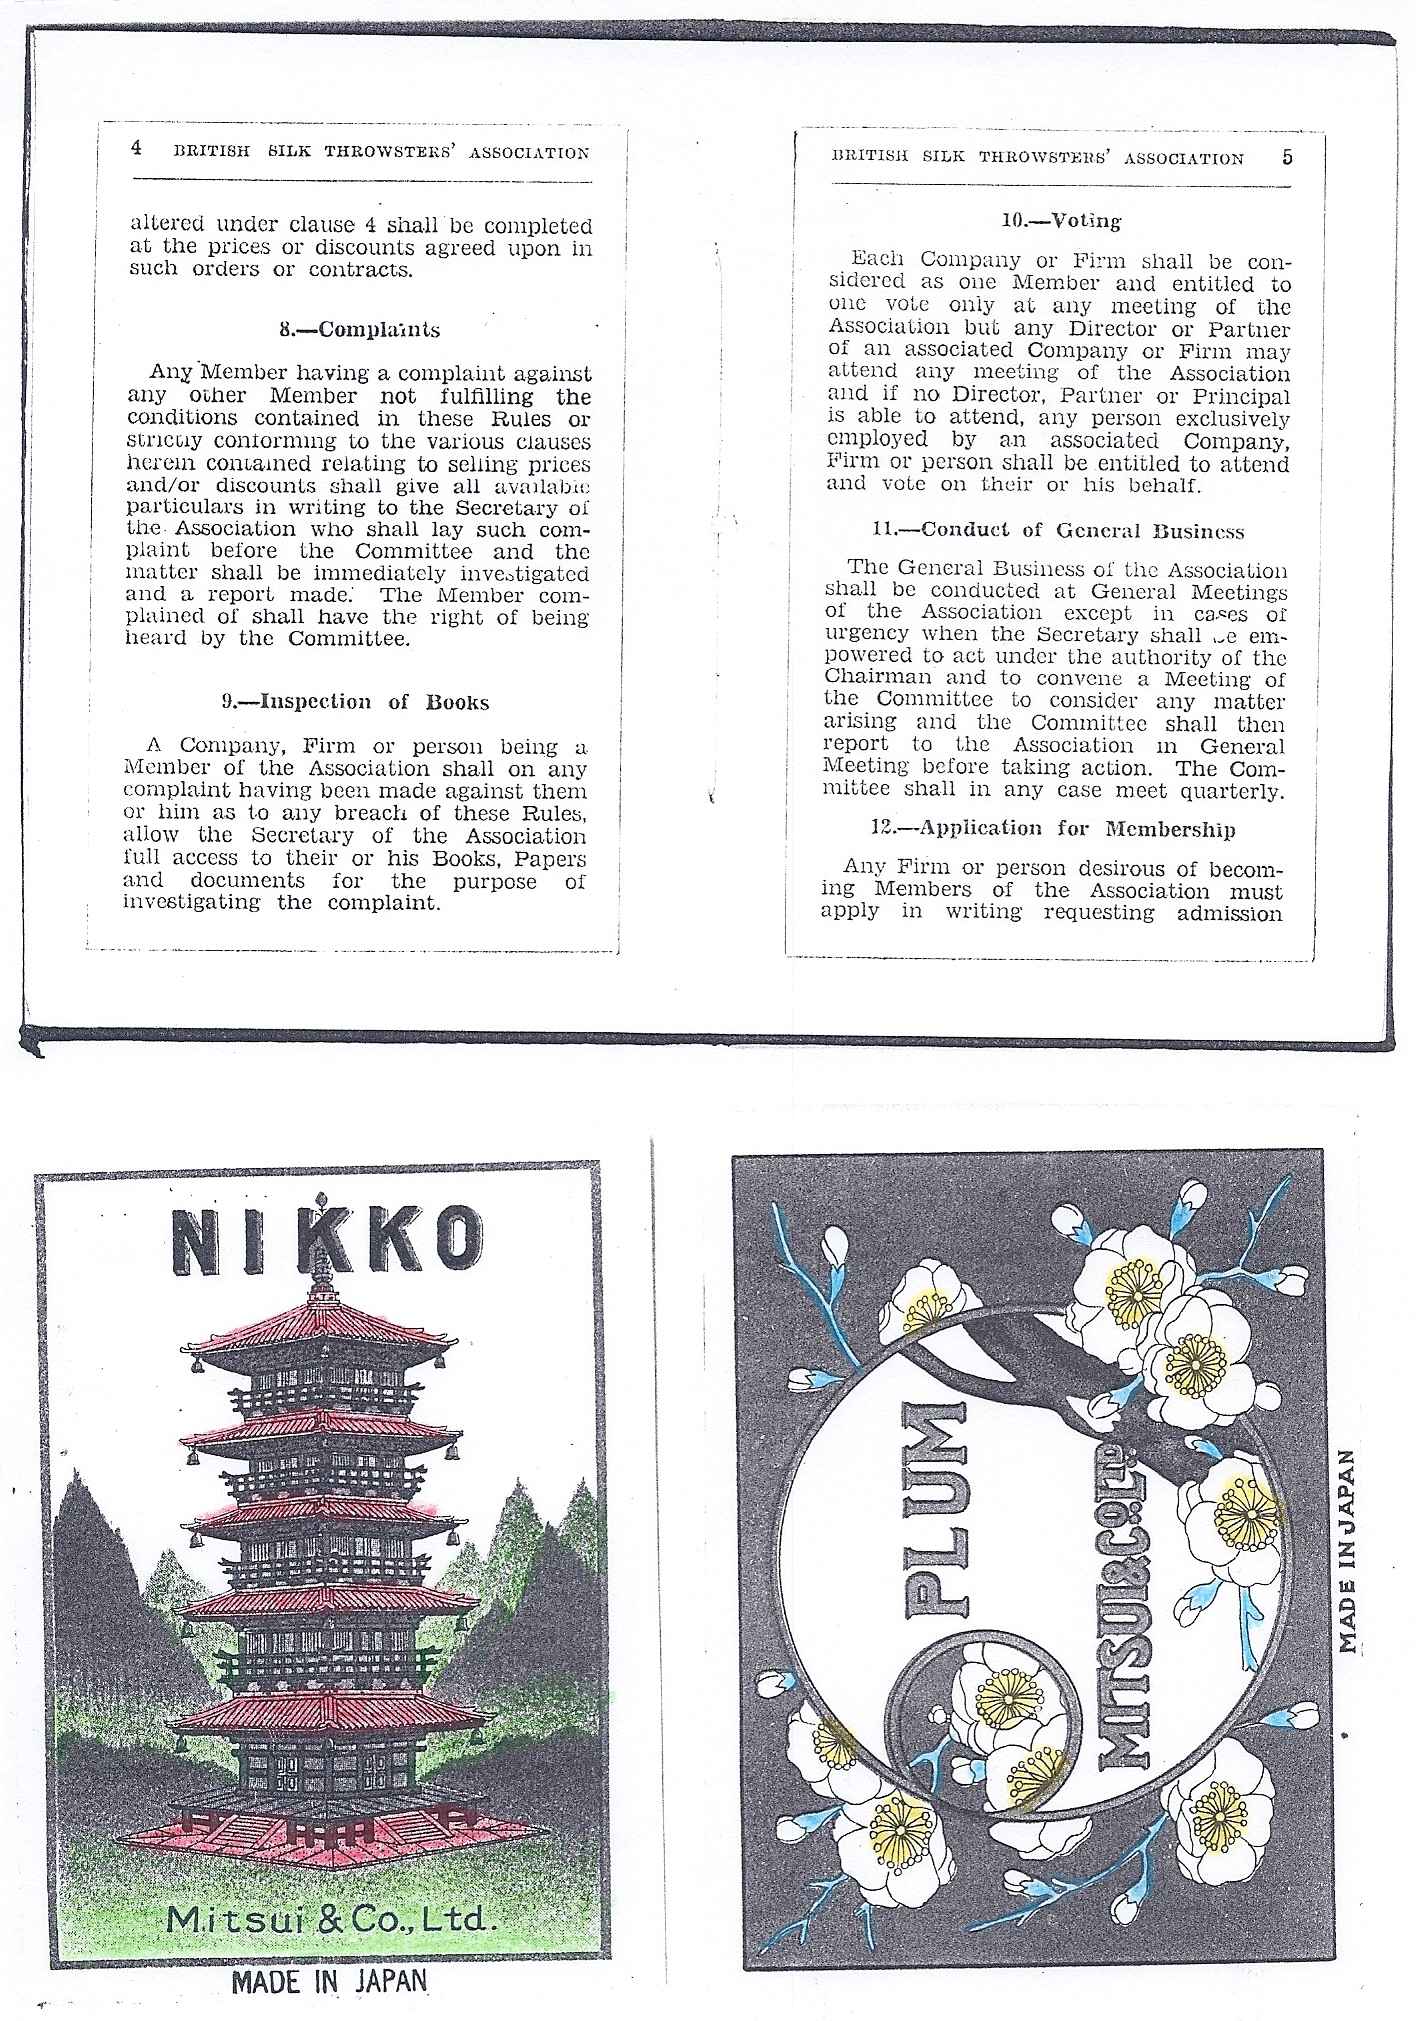 4 BRITISH SILK THROWSTERS' ASSOCIATION
altered under clause 4 shall be completed
at the prices or discounts agreed upon in
such orders or contracts.
8.—Complaints
Any Member having a complaint against
any other Member not fulfilling the
conditions contained in these Rules or
strictly conforming to the various clauses
herein contained relating to selling prices
and/or discounts shall give all available
particulars in writing to the Secretary of
the Association who shall lay such com-
plaint before the Committee and the
matter shall be immediately investigated
and a report made. The Member com-
plained of shall have the right of being
heard by the Committee.
9.—Inspection of Books
A Company, Firm or person being a
Member of the Association shall on any
complaint having been made against them
or him as to any breach of these Rules,
allow the Secretary of the Association
full access to their or his Books, Papers
and documents for the purpose of
investigating the complaint.
BRITISH SILK THROWSTERS' ASSOCIATION 5
10.—Voting
Each Company or Firm shall be con-
sidered as one Member and entitled to
one vote only at any meeting of the
Association but any Director or Partner
of an associated Company or Firm may
attend any meeting of the Association
and if no Director, Partner or Principal
is able to attend, any person exclusively
employed by an associated Company,
Firm or person shall be entitled to attend
and vote on their or his behalf.
11.—Conduct of General Business
The General Business of the Association
shall be conducted at General Meetings
of the Association except in cases of
urgency when the Secretary shall be em-
powered to act under the authority of the
Chairman and to convene a Meeting of
the Committee to consider any matter
arising and the Committee shall then
report to the Association in General
Meeting before taking action. The Com-
mittee shall in any case meet quarterly.
12.—Application for Membership
Any Firm or person desirous of becom-
ing Members of the Association must
apply in writing requesting admission
NIKKO
Mitsui & Co., Ltd.
MADE IN JAPAN
PLUM
MITSUI & CO LTD
MADE IN JAPAN